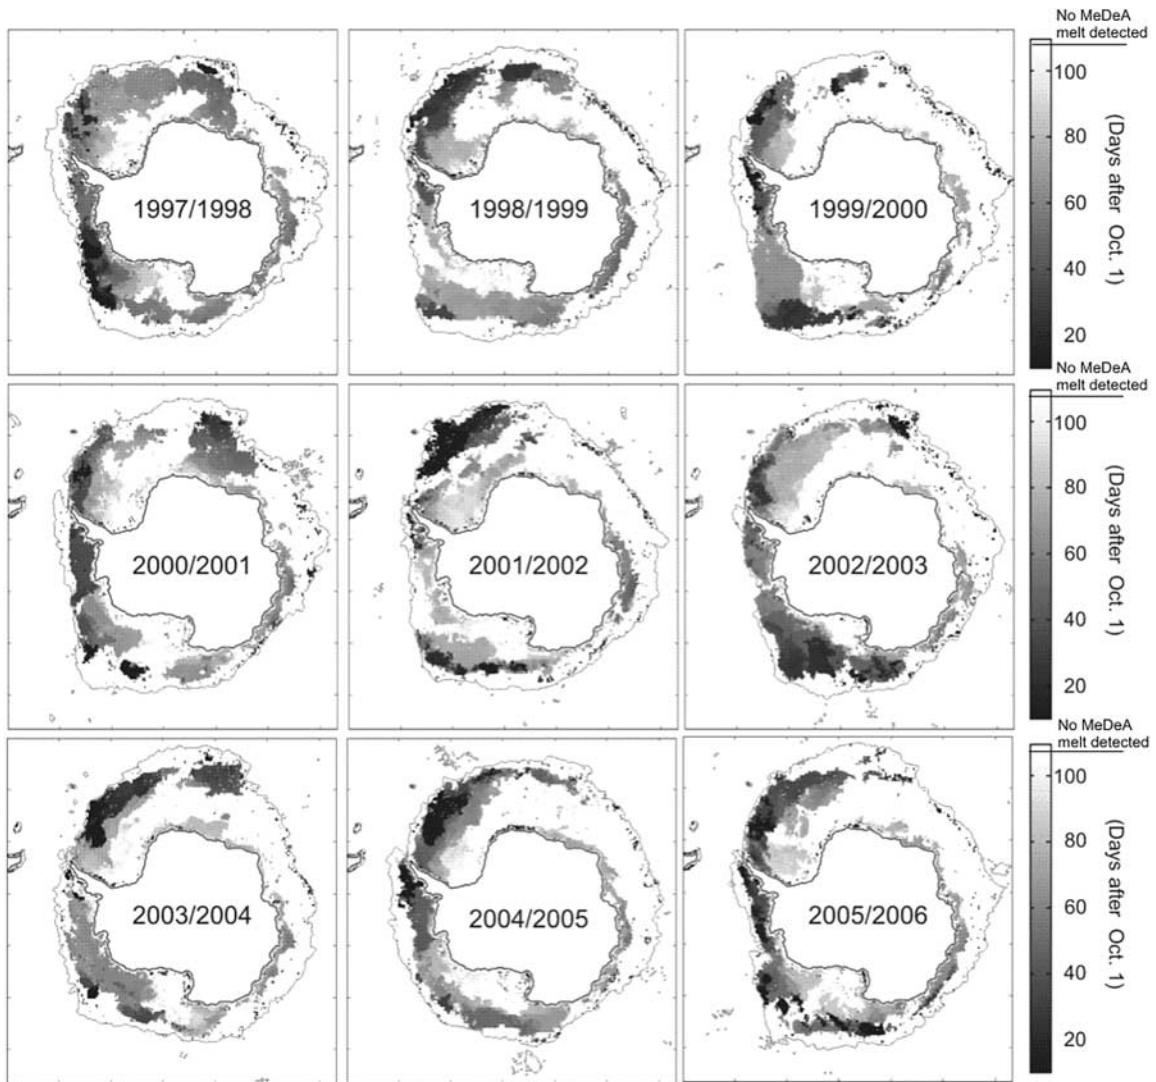 No MeDeA
melt detected
100
80
60
40
20
(Days after Oct. 1)
1997/1998
1998/1999
1999/2000
No MeDeA
melt detected
100
80
60
40
20
(Days after Oct. 1)
2000/2001
2001/2002
2002/2003
No MeDeA
melt detected
100
80
60
40
20
(Days after Oct. 1)
2003/2004
2004/2005
2005/2006